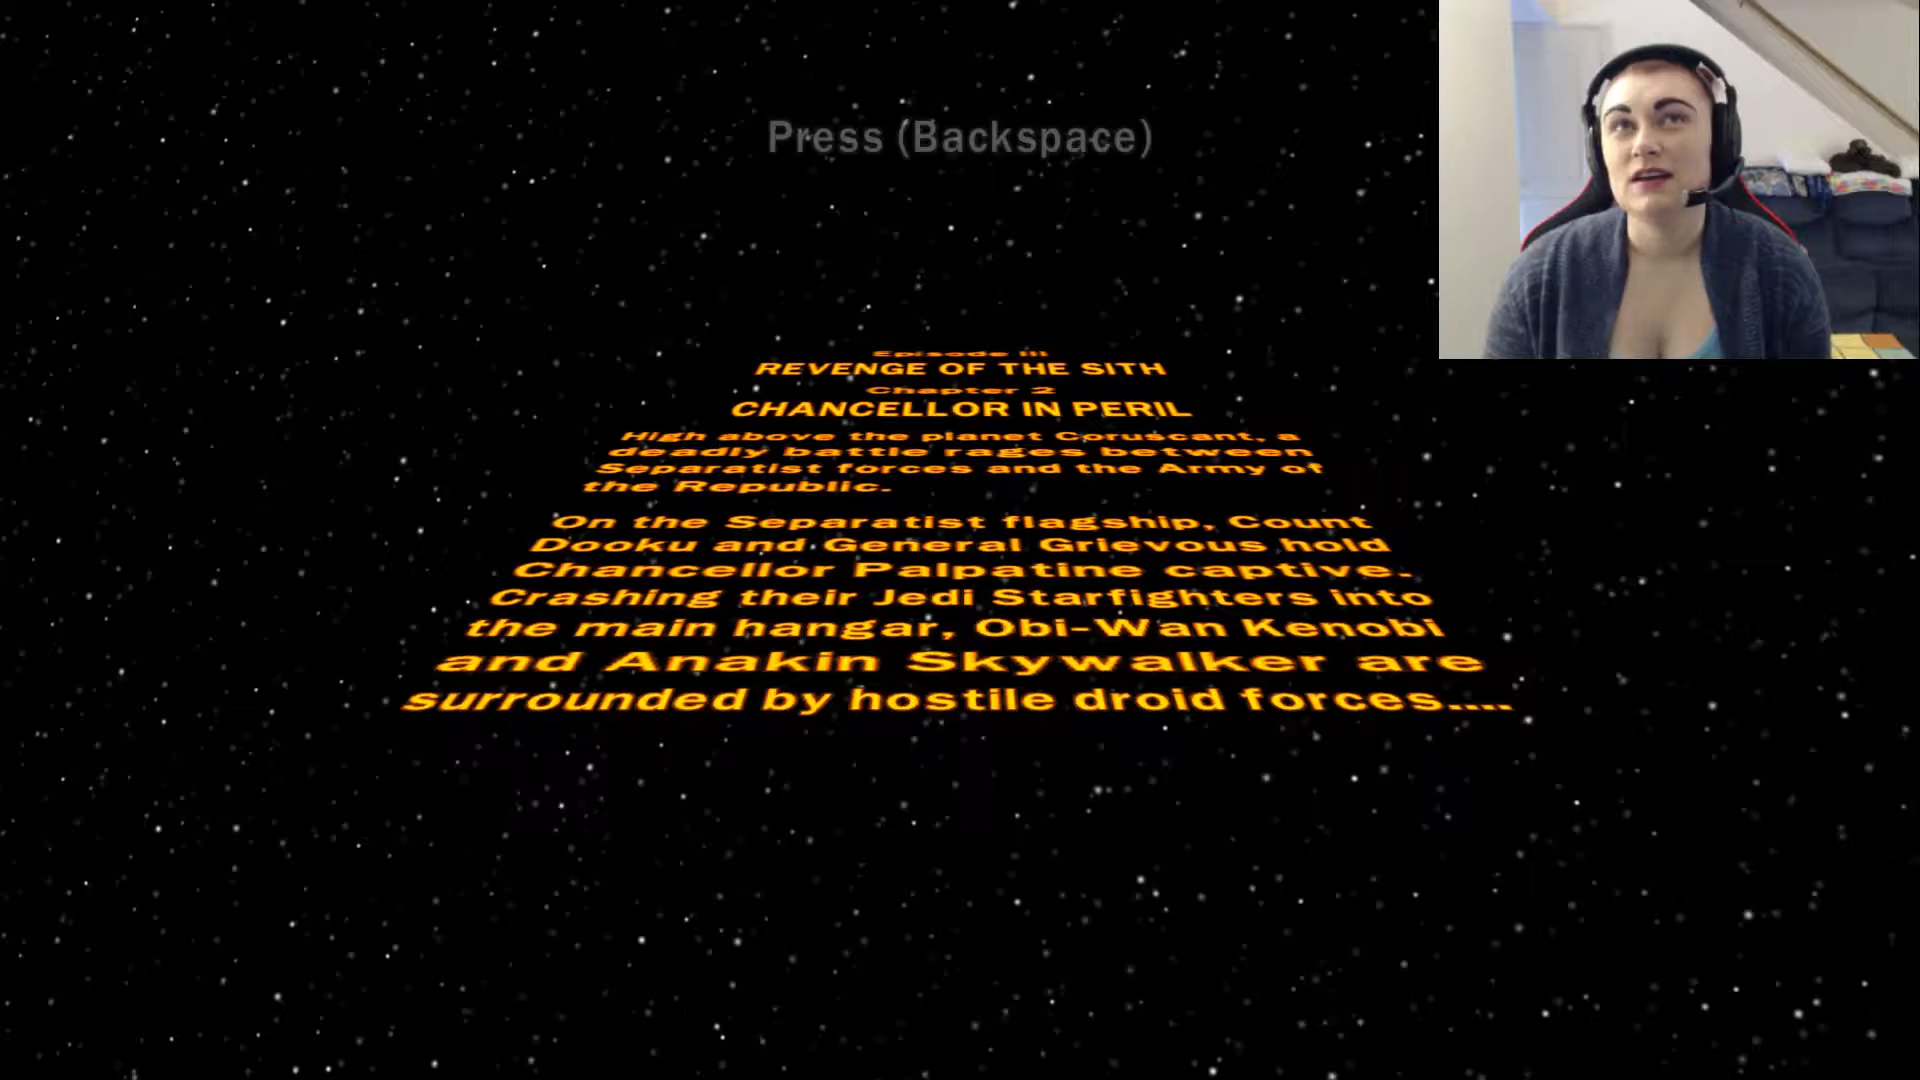 Press (Backspace)
Episode III
REVENGE OF THE SITH
Chapter 2
CHANCELLOR IN PERIL
High above the planet Coruscant, a
deadly battle rages between
Separatist forces and the Army of
the Republic.
On the Separatist flagship, Count
Dooku and General Grievous hold
Chancellor Palpatine captive.
Crashing their Jedi Starfighters into
the main hangar, Obi-Wan Kenobi
and Anakin Skywalker are
surrounded by hostile droid forces....